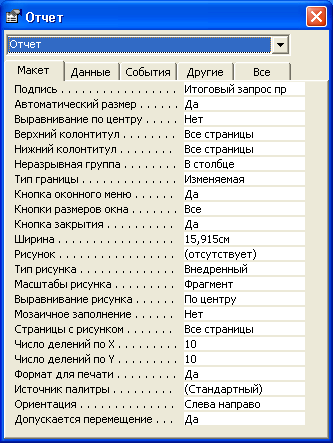 Отчет
Отчет
Макет Данные События Другие Все
Подпись . . . . . . . . . . . . . . . . . Итоговый запрос пр
Автоматический размер . . . . . . Да
Выравнивание по центру . . . . . Нет
Верхний колонтитул . . . . . . . . . Все страницы
Нижний колонтитул . . . . . . . . . Все страницы
Неразрывная группа . . . . . . . . . В столбце
Тип границы . . . . . . . . . . . . . . Изменяемая
Кнопка оконного меню . . . . . . . Да
Кнопки размеров окна . . . . . . . Все
Кнопка закрытия . . . . . . . . . . . Да
Ширина . . . . . . . . . . . . . . . . . 15,915см
Рисунок . . . . . . . . . . . . . . . . . (отсутствует)
Тип рисунка . . . . . . . . . . . . . . Внедренный
Масштабы рисунка . . . . . . . . . . Фрагмент
Выравнивание рисунка . . . . . . . По центру
Мозаичное заполнение . . . . . . . Нет
Страницы с рисунком . . . . . . . . Все страницы
Число делений по X . . . . . . . . . 10
Число делений по Y . . . . . . . . . 10
Формат для печати . . . . . . . . . . Да
Источник палитры . . . . . . . . . . (Стандартный)
Ориентация . . . . . . . . . . . . . . Слева направо
Допускается перемещение . . . . Да